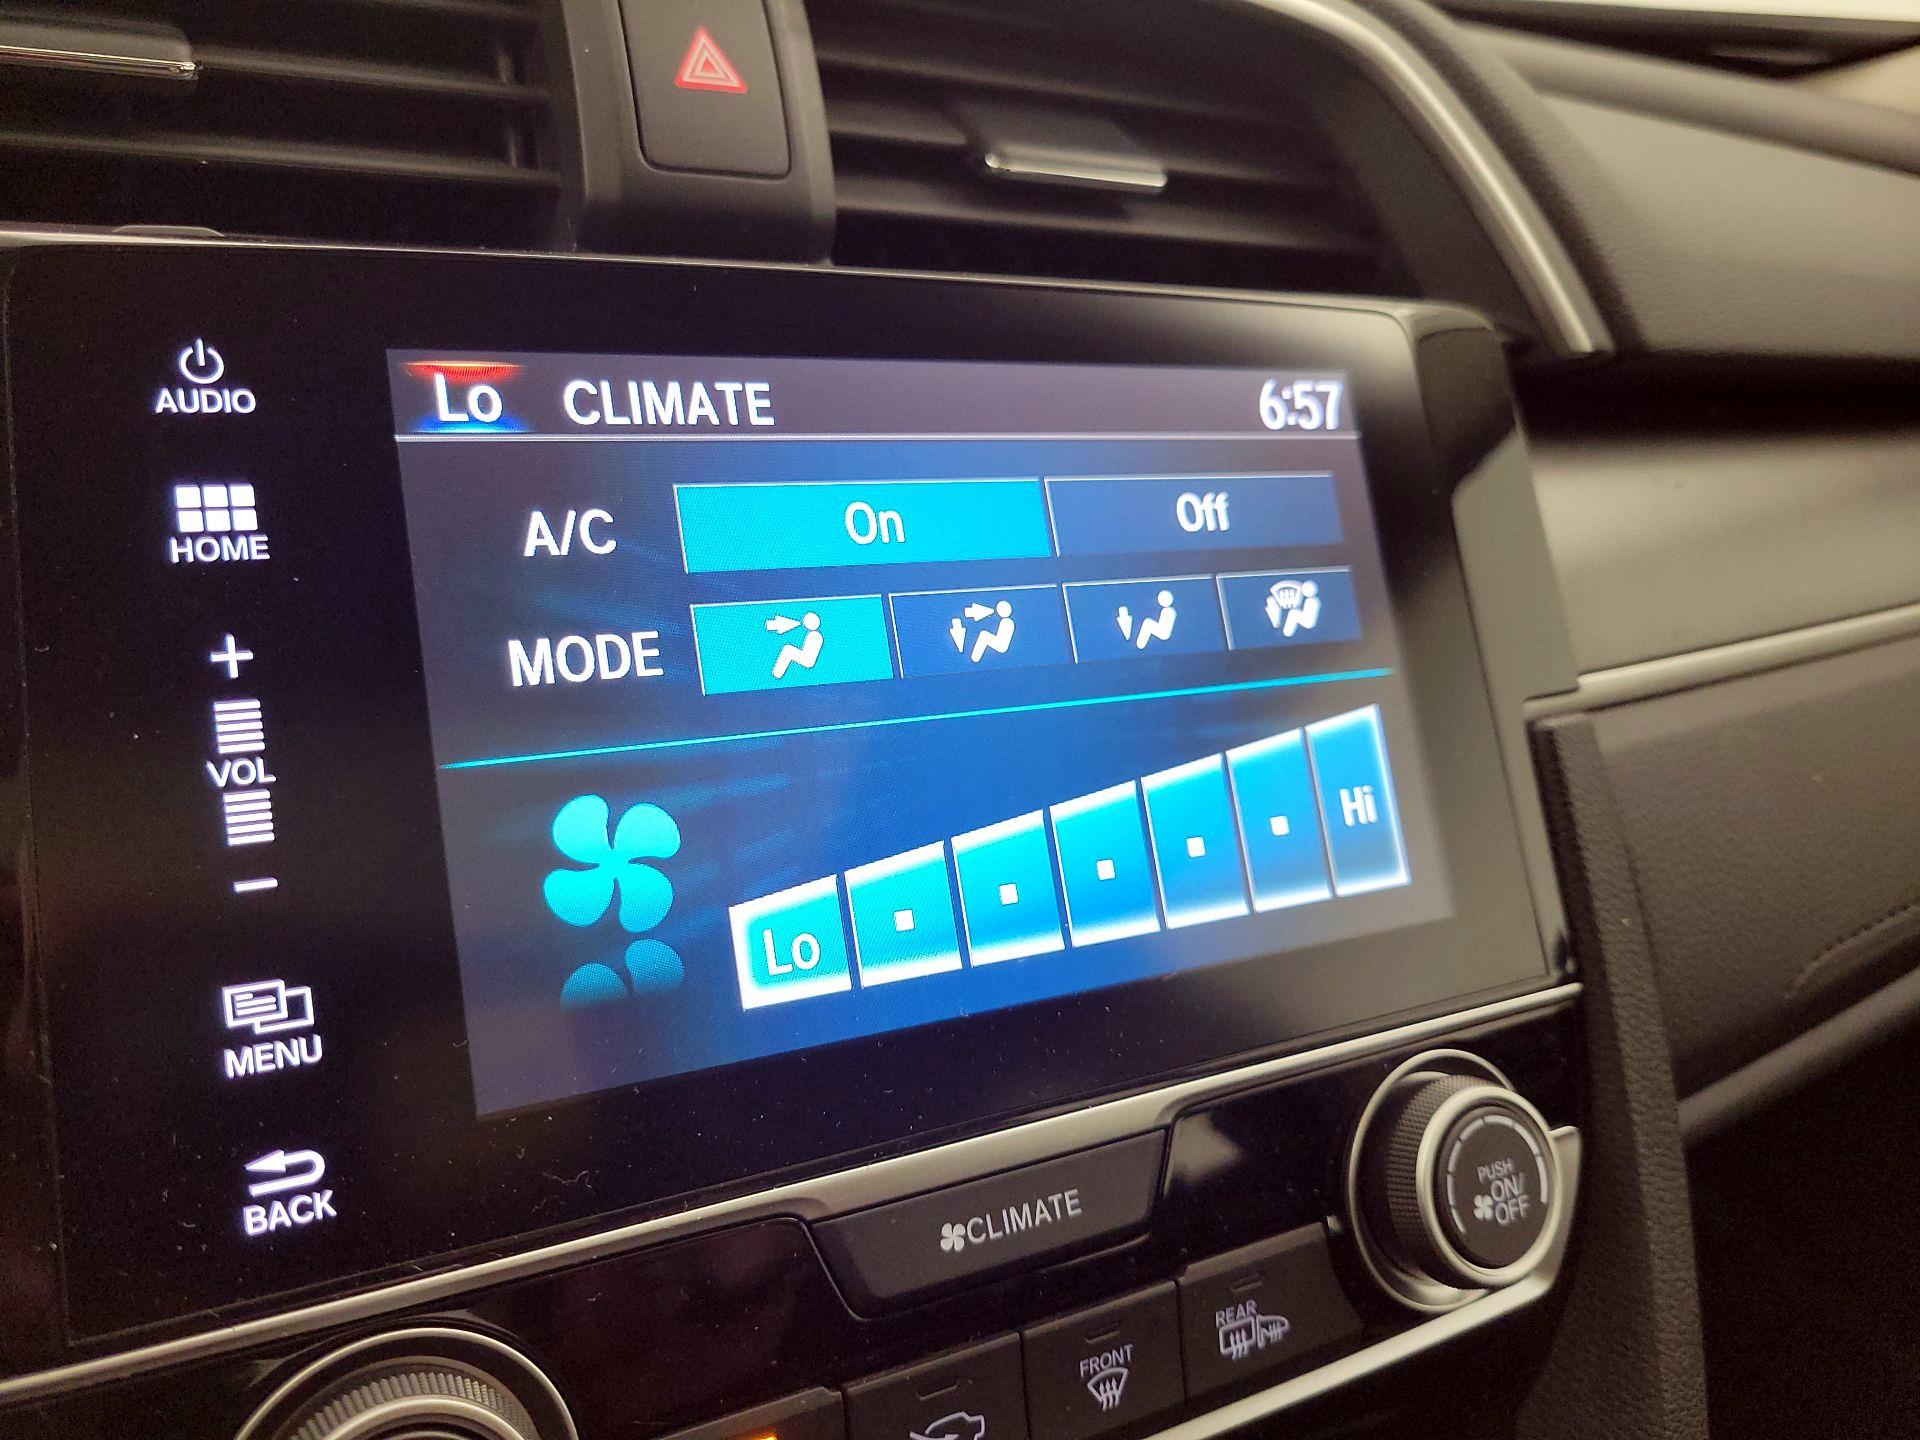 AUDIO
HOME
+
VOL
−
MENU
BACK
Lo CLIMATE 6:57
A/C On Off
MODE
Lo Hi
CLIMATE
PUSH
ON/
OFF
REAR
FRONT